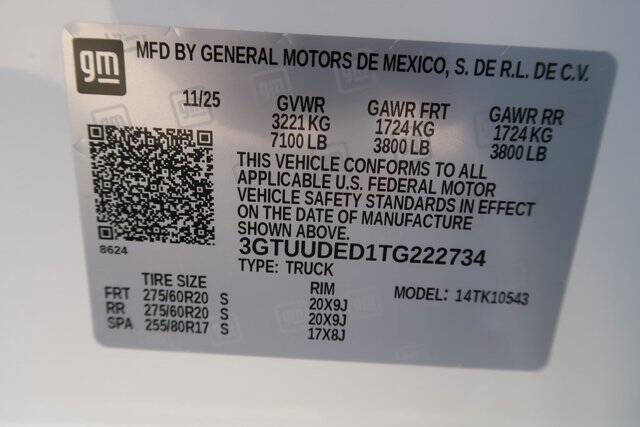 gm
MFD BY GENERAL MOTORS DE MEXICO, S. DE R.L. DE C.V.
11/25 GVWR GAWR FRT GAWR RR
3221 KG 1724 KG 1724 KG
7100 LB 3800 LB 3800 LB
THIS VEHICLE CONFORMS TO ALL
APPLICABLE U.S. FEDERAL MOTOR
VEHICLE SAFETY STANDARDS IN EFFECT
ON THE DATE OF MANUFACTURE
SHOWN ABOVE
8624
3GTUUDED1TG222734
TYPE: TRUCK
TIRE SIZE RIM MODEL: 14TK10543
FRT 275/60R20 S 20X9J
RR 275/60R20 S 20X9J
SPA 255/80R17 S 17X8J